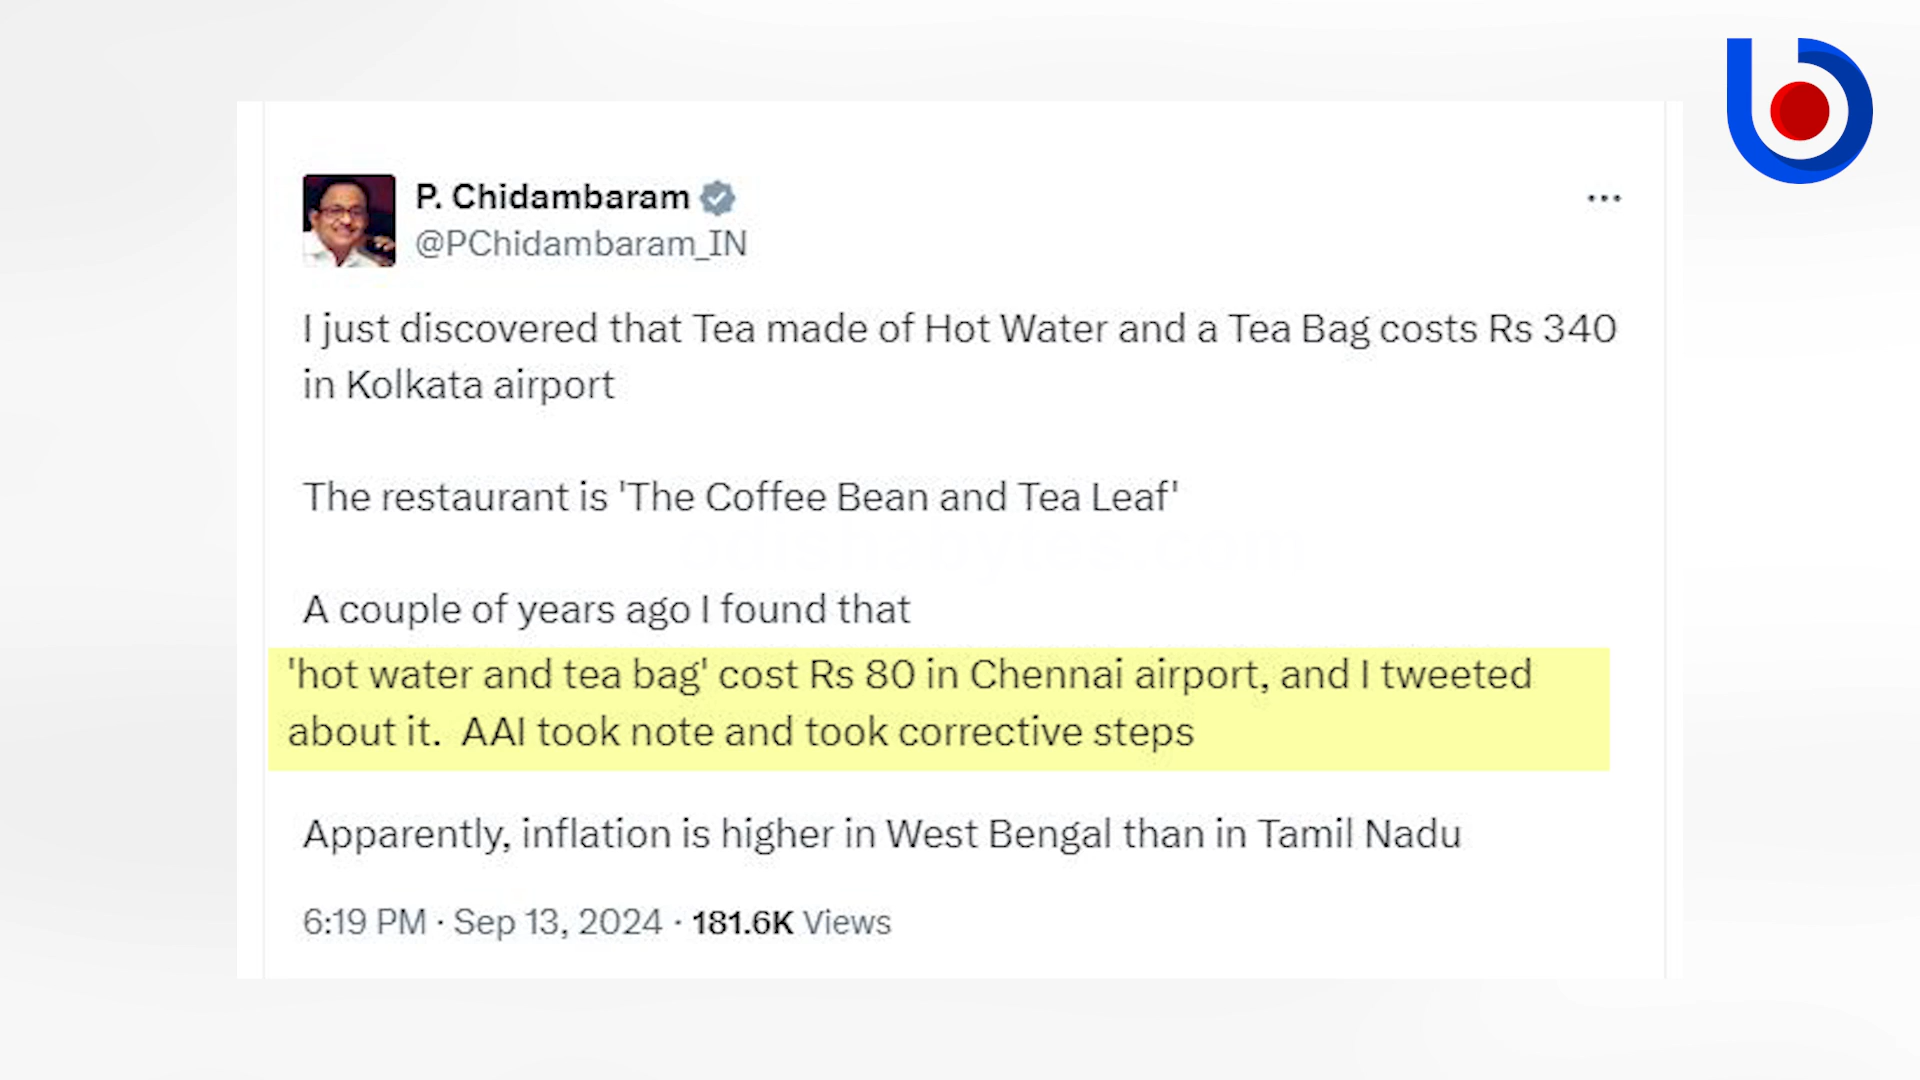 P. Chidambaram
@PChidambaram_IN
I just discovered that Tea made of Hot Water and a Tea Bag costs Rs 340
in Kolkata airport
The restaurant is 'The Coffee Bean and Tea Leaf'
odishabytes.com
A couple of years ago I found that
'hot water and tea bag' cost Rs 80 in Chennai airport, and I tweeted
about it.  AAI took note and took corrective steps
Apparently, inflation is higher in West Bengal than in Tamil Nadu
6:19 PM · Sep 13, 2024 · 181.6K Views